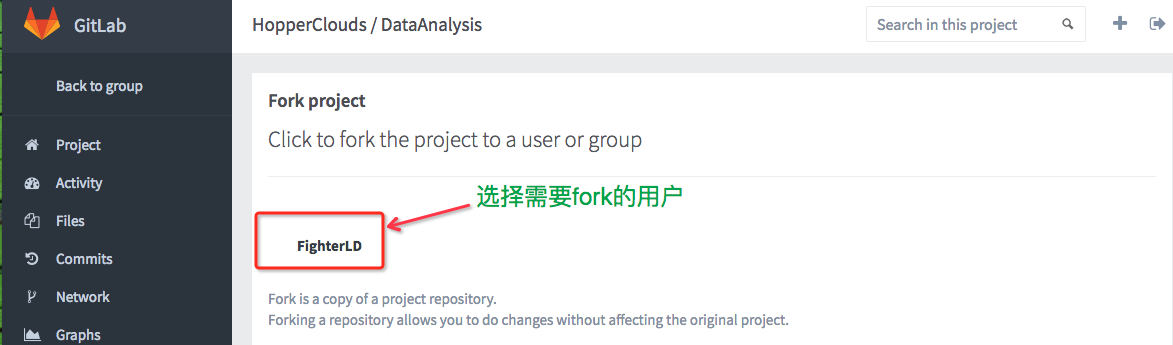 GitLab
HopperClouds / DataAnalysis
Search in this project
Back to group
Project
Activity
Files
Commits
Network
Graphs
Fork project
Click to fork the project to a user or group
选择需要fork的用户
FighterLD
Fork is a copy of a project repository.
Forking a repository allows you to do changes without affecting the original project.